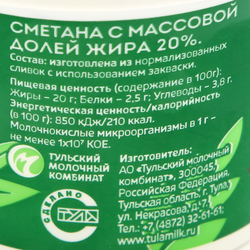 СМЕТАНА С МАССОВОЙ
ДОЛЕЙ ЖИРА 20%.
Состав: изготовлена из нормализованных
сливок с использованием закваски.
Пищевая ценность (содержание в 100г):
Жиры - 20 г; Белки - 2,5 г; Углеводы - 3,8 г.
Энергетическая ценность/калорийность
(в 100 г): 850 кДж/210 ккал.
Молочнокислые микроорганизмы в 1 г -
не менее 1х10⁷ КОЕ.
ТУЛЬСКИЙ
МОЛОЧНЫЙ
КОМБИНАТ
СДЕЛАНО
ТУЛА
Изготовитель:
АО «Тульский молочный
комбинат», 300045,
Российская Федерация,
Тульская область, г. Тула,
ул. Некрасова, д.7,
т. +7 (4872) 32-61-61,
www.tulamilk.ru